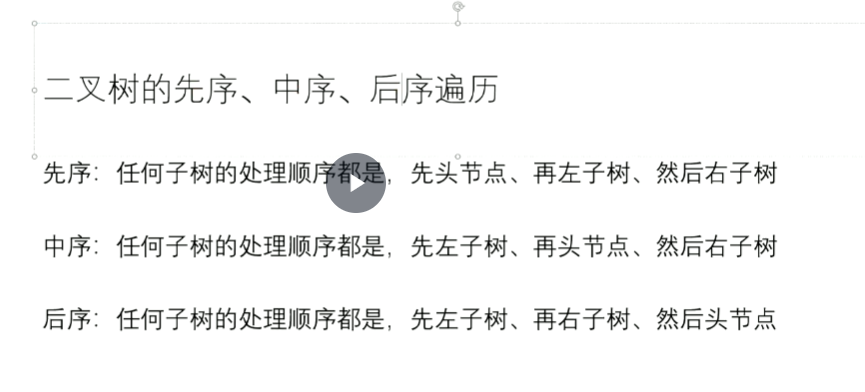 二叉树的先序、中序、后序遍历
先序：任何子树的处理顺序都是，先头节点、再左子树、然后右子树
中序：任何子树的处理顺序都是，先左子树、再头节点、然后右子树
后序：任何子树的处理顺序都是，先左子树、再右子树、然后头节点